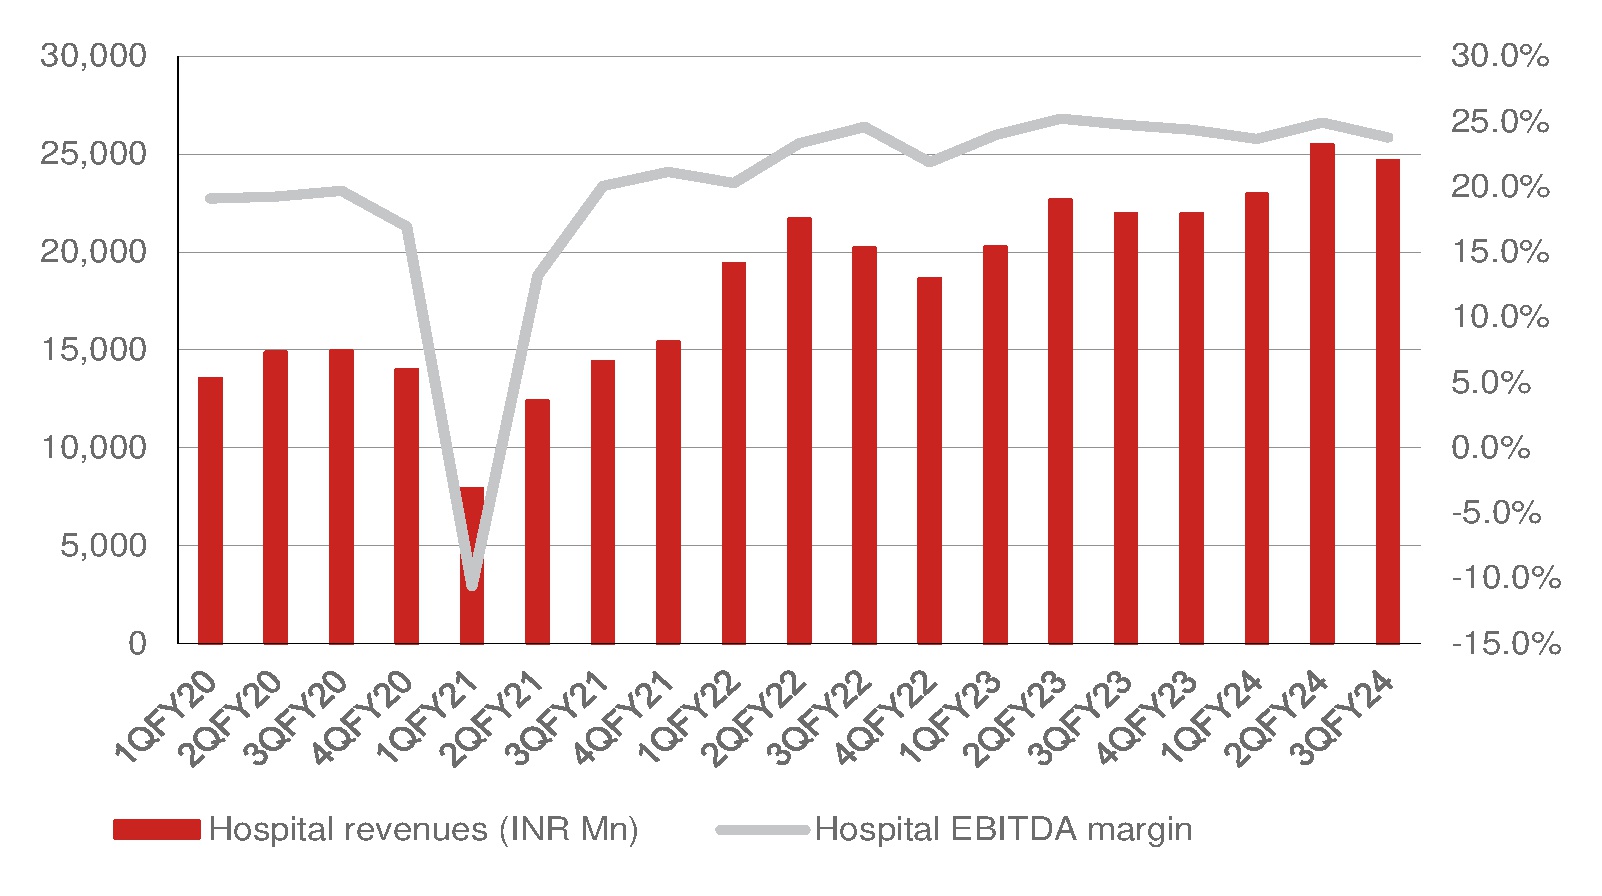 30,000
25,000
20,000
15,000
10,000
5,000
0
30.0%
25.0%
20.0%
15.0%
10.0%
5.0%
0.0%
-5.0%
-10.0%
-15.0%
1QFY20
2QFY20
3QFY20
4QFY20
1QFY21
2QFY21
3QFY21
4QFY21
1QFY22
2QFY22
3QFY22
4QFY22
1QFY23
2QFY23
3QFY23
4QFY23
1QFY24
2QFY24
3QFY24
Hospital revenues (INR Mn)
Hospital EBITDA margin